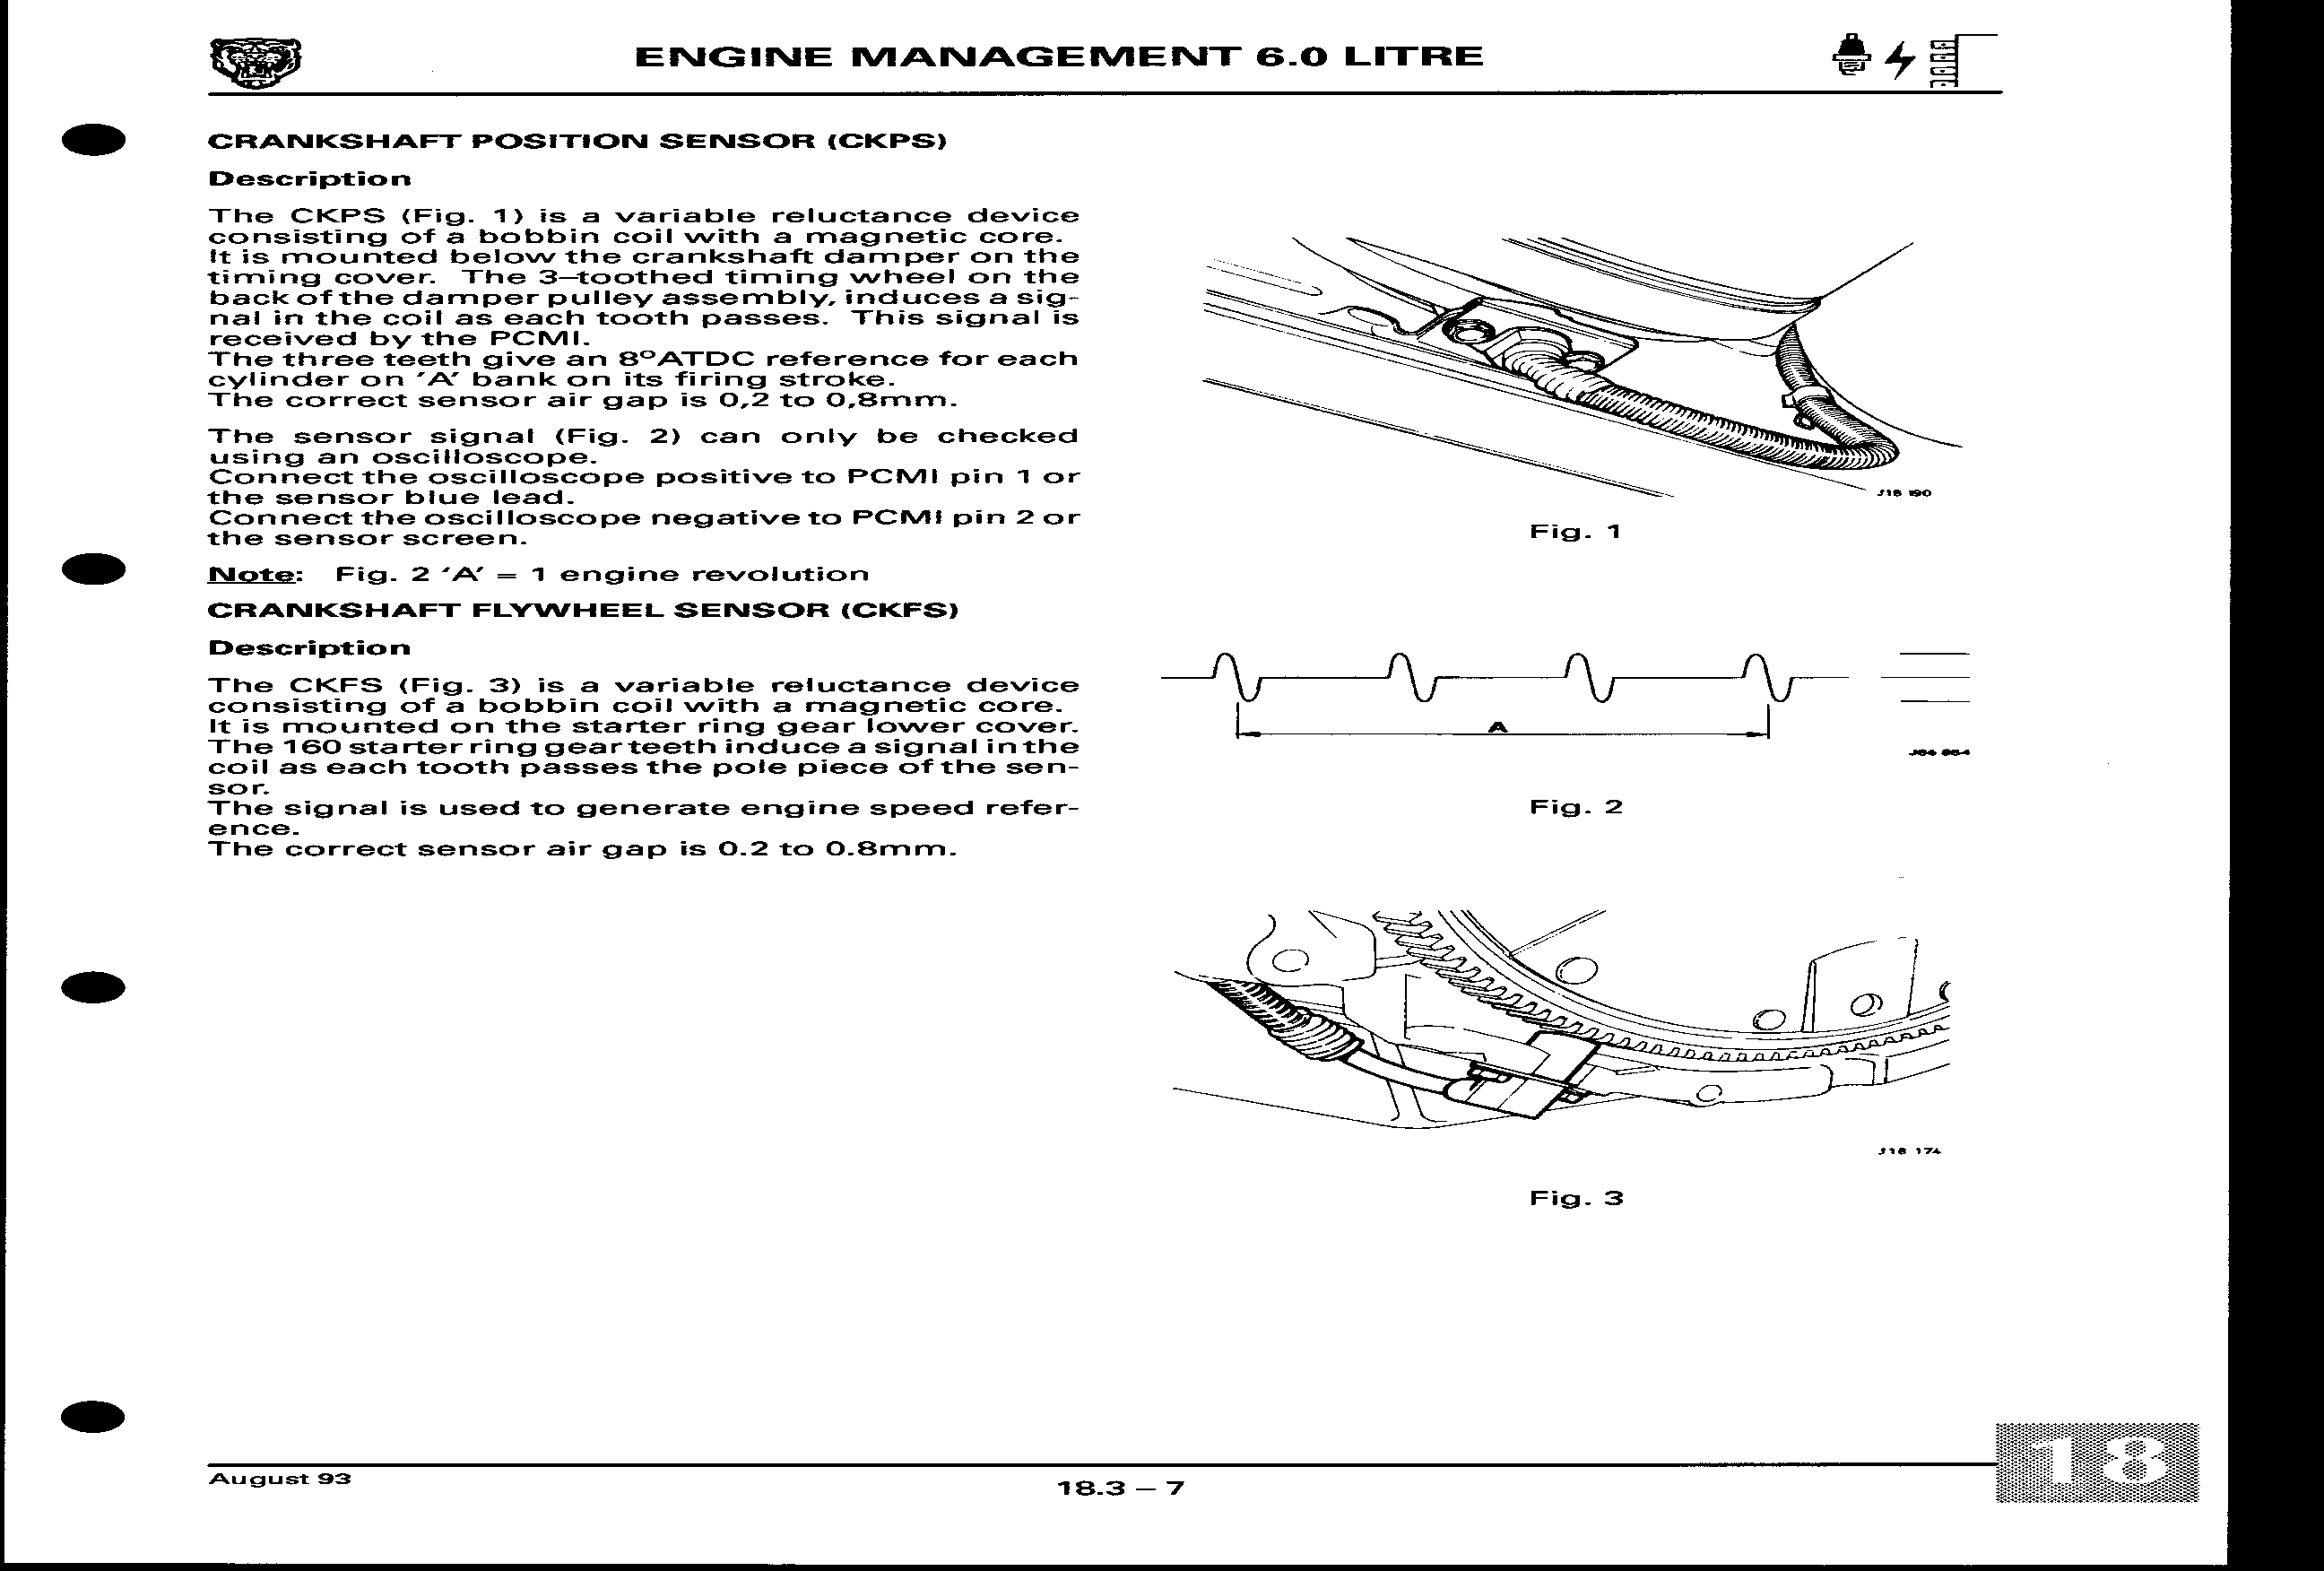 ENGINE MANAGEMENT 6.0 LITRE
CRANKSHAFT POSITION SENSOR (CKPS)
Description
The CKPS (Fig. 1) is a variable reluctance device
consisting of a bobbin coil with a magnetic core.
It is mounted below the crankshaft damper on the
timing cover. The 3–toothed timing wheel on the
back of the damper pulley assembly, induces a sig-
nal in the coil as each tooth passes. This signal is
received by the PCMI.
The three teeth give an 8°ATDC reference for each
cylinder on 'A' bank on its firing stroke.
The correct sensor air gap is 0,2 to 0,8mm.
The sensor signal (Fig. 2) can only be checked
using an oscilloscope.
Connect the oscilloscope positive to PCMI pin 1 or
the sensor blue lead.
Connect the oscilloscope negative to PCMI pin 2 or
the sensor screen.
Note: Fig. 2 'A' = 1 engine revolution
CRANKSHAFT FLYWHEEL SENSOR (CKFS)
Description
The CKFS (Fig. 3) is a variable reluctance device
consisting of a bobbin coil with a magnetic core.
It is mounted on the starter ring gear lower cover.
The 160 starter ring gear teeth induce a signal in the
coil as each tooth passes the pole piece of the sen-
sor.
The signal is used to generate engine speed refer-
ence.
The correct sensor air gap is 0.2 to 0.8mm.
J18 190
Fig. 1
A
Fig. 2
J18 174
Fig. 3
August 93
18.3 – 7
18